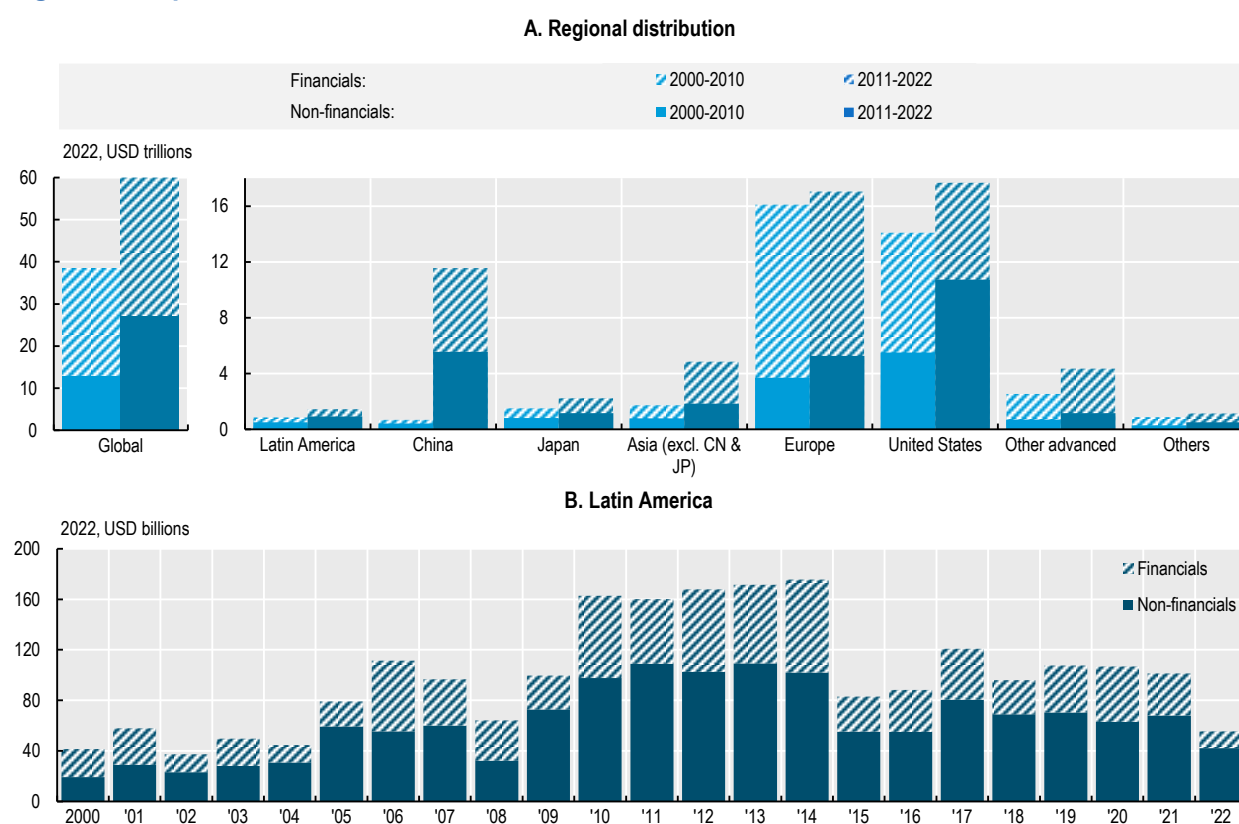 A. Regional distribution
Financials: 2000-2010 2011-2022
Non-financials: 2000-2010 2011-2022
2022, USD trillions
60
50
40
30
20
10
0
Global
16
12
8
4
0
Latin America China Japan Asia (excl. CN & JP) Europe United States Other advanced Others
B. Latin America
2022, USD billions
200
160
120
80
40
0
Financials
Non-financials
2000 '01 '02 '03 '04 '05 '06 '07 '08 '09 '10 '11 '12 '13 '14 '15 '16 '17 '18 '19 '20 '21 '22